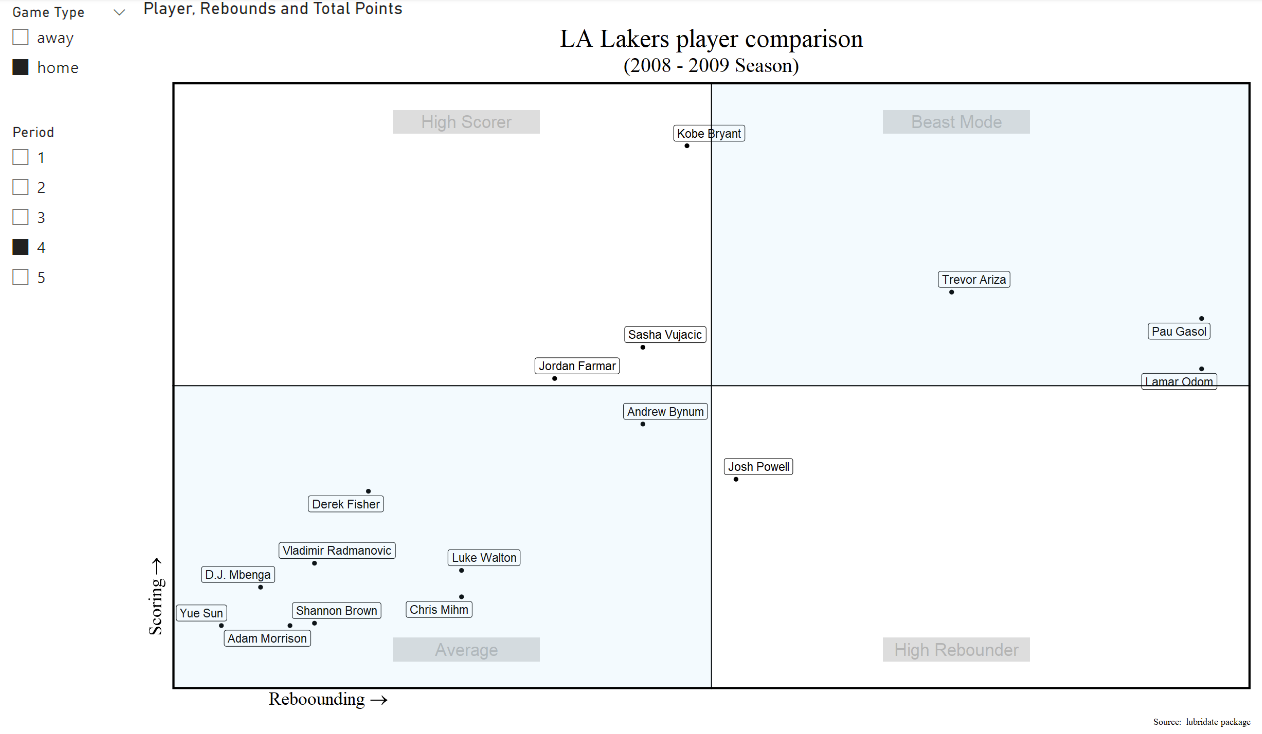 Game Type
away
home
Period
1
2
3
4
5
Player, Rebounds and Total Points
LA Lakers player comparison
(2008 - 2009 Season)
High Scorer
Beast Mode
Kobe Bryant
Trevor Ariza
Pau Gasol
Sasha Vujacic
Jordan Farmar
Lamar Odom
Andrew Bynum
Josh Powell
Derek Fisher
Vladimir Radmanovic
Luke Walton
D.J. Mbenga
Yue Sun
Shannon Brown
Chris Mihm
Adam Morrison
Average
High Rebounder
Scoring →
Reboounding →
Source: lubridate package